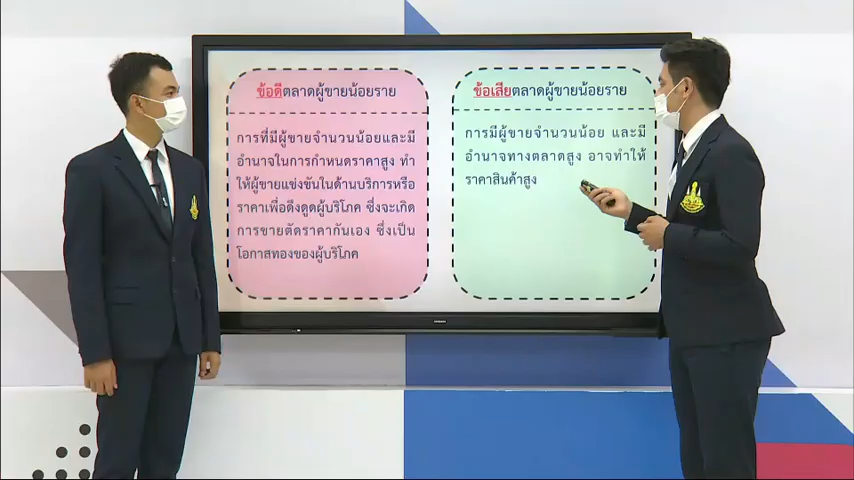 ข้อดีตลาดผู้ขายน้อยราย
การที่มีผู้ขายจำนวนน้อยและมี
อำนาจในการกำหนดราคาสูง ทำ
ให้ผู้ขายแข่งขันในด้านบริการหรือ
ราคาเพื่อดึงดูดผู้บริโภค ซึ่งจะเกิด
การขายตัดราคากันเอง ซึ่งเป็น
โอกาสทองของผู้บริโภค
ข้อเสียตลาดผู้ขายน้อยราย
การมีผู้ขายจำนวนน้อย และมี
อำนาจทางตลาดสูง อาจทำให้
ราคาสินค้าสูง
SAMSUNG